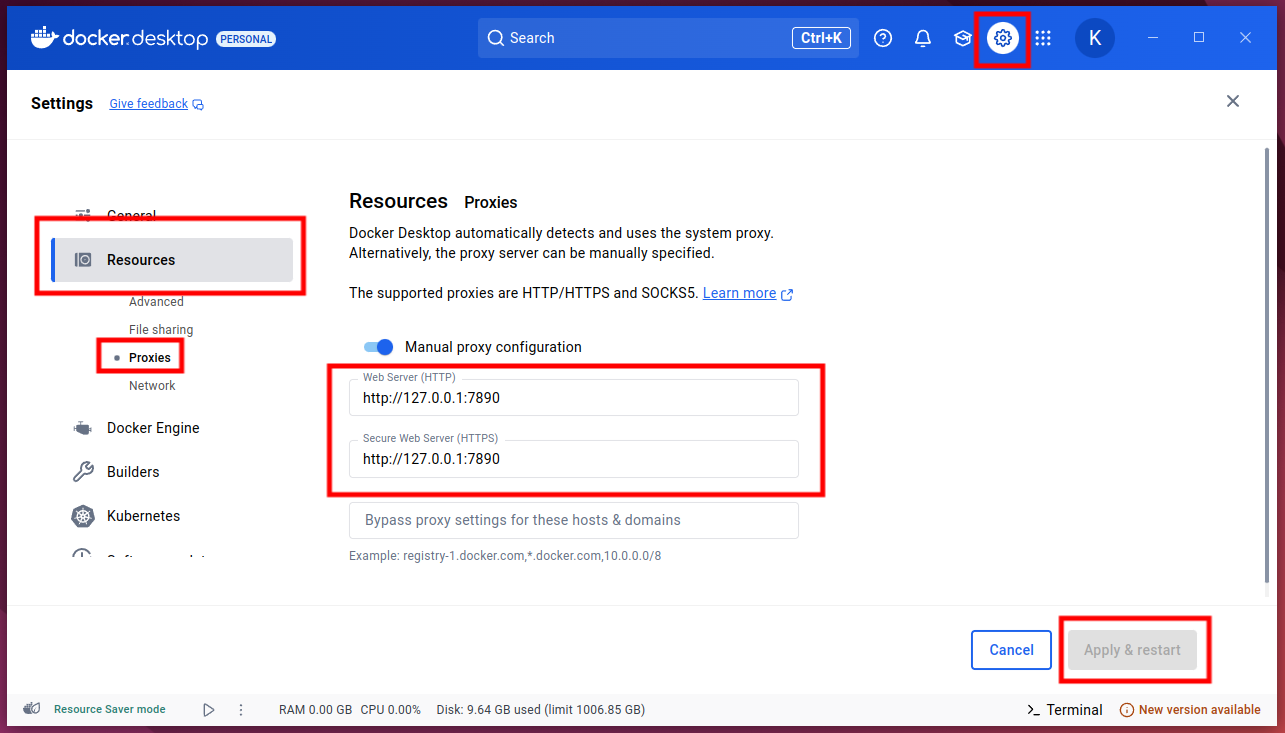 docker.desktop PERSONAL
Search
Ctrl+K
K
Settings
Give feedback
General
Resources
Advanced
File sharing
Proxies
Network
Docker Engine
Builders
Kubernetes
Resources Proxies
Docker Desktop automatically detects and uses the system proxy.
Alternatively, the proxy server can be manually specified.
The supported proxies are HTTP/HTTPS and SOCKS5. Learn more
Manual proxy configuration
Web Server (HTTP)
http://127.0.0.1:7890
Secure Web Server (HTTPS)
http://127.0.0.1:7890
Bypass proxy settings for these hosts & domains
Example: registry-1.docker.com,*.docker.com,10.0.0.0/8
Cancel
Apply & restart
Resource Saver mode
RAM 0.00 GB CPU 0.00% Disk: 9.64 GB used (limit 1006.85 GB)
Terminal
New version available